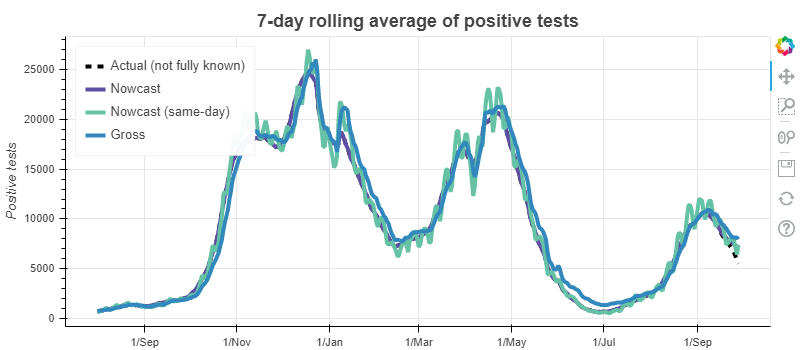 7-day rolling average of positive tests
Actual (not fully known)
Nowcast
Nowcast (same-day)
Gross
Positive tests
25000
20000
15000
10000
5000
0
1/Sep 1/Nov 1/Jan 1/Mar 1/May 1/Jul 1/Sep